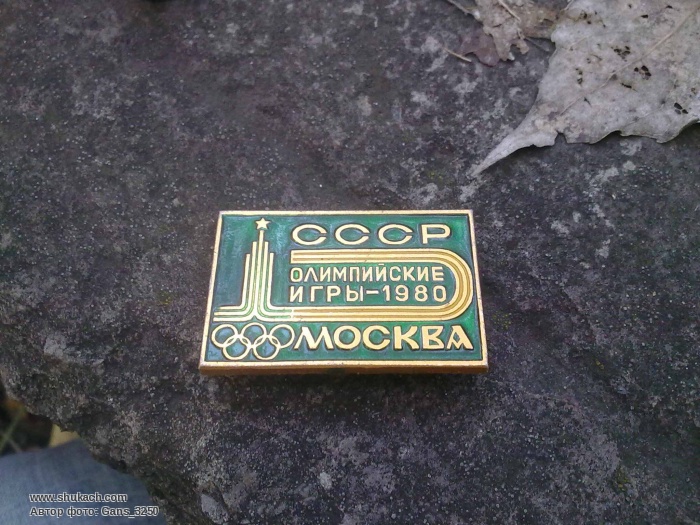 СССР
ОЛИМПИЙСКИЕ
ИГРЫ-1980
МОСКВА
www.shukach.com
Автор фото: Gans_3250